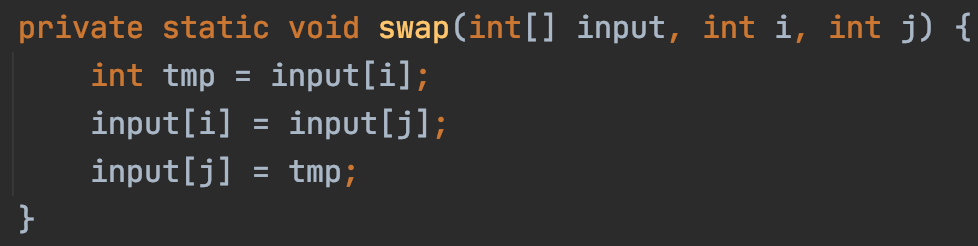 private static void swap(int[] input, int i, int j) {
    int tmp = input[i];
    input[i] = input[j];
    input[j] = tmp;
}